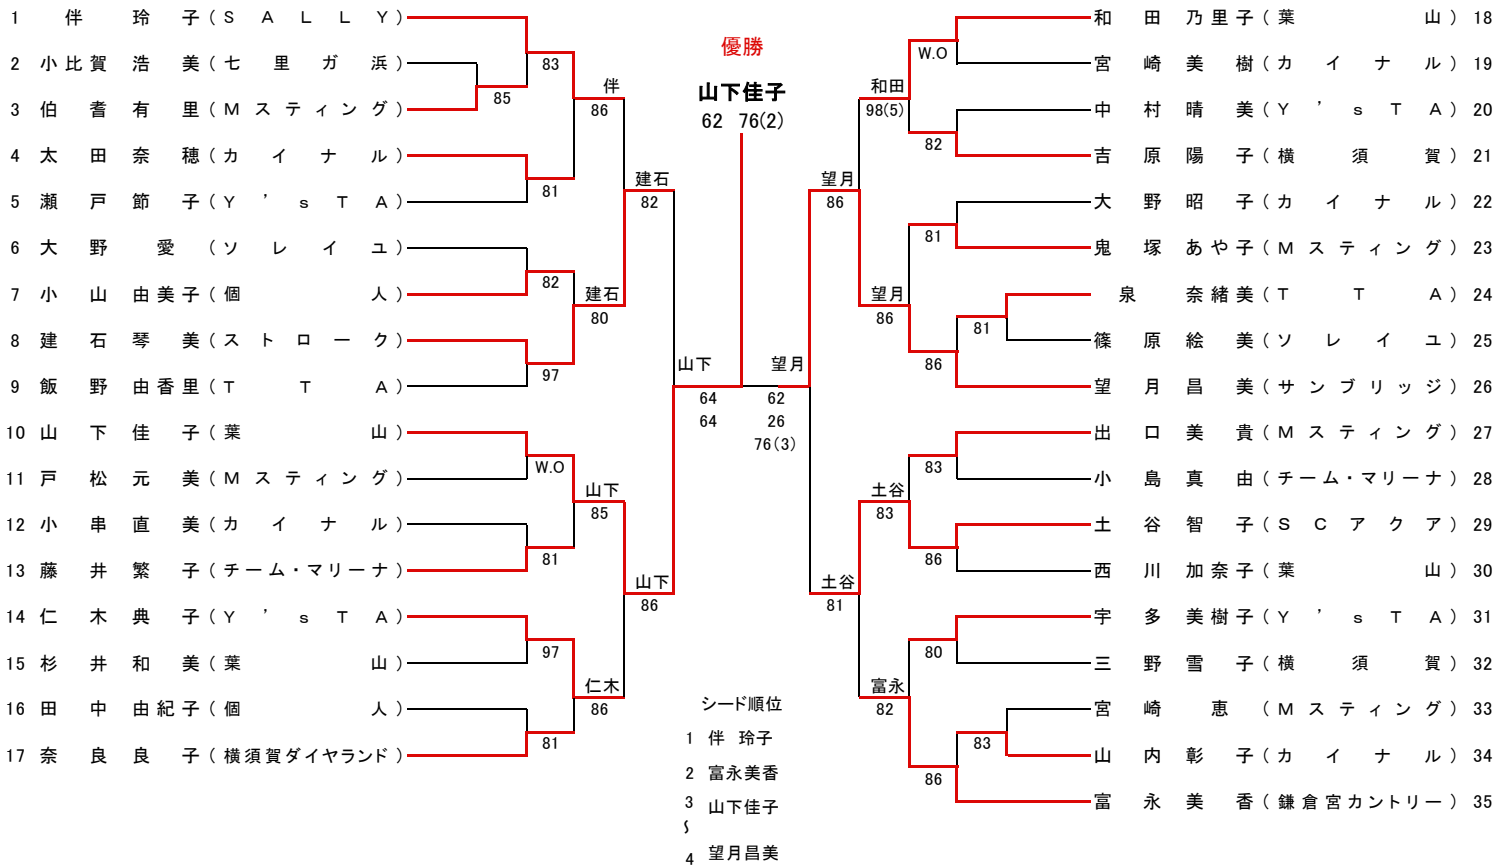 1 伴 玲 子 (SALLY)
2 小比賀 浩 美 (七里ガ浜)
3 伯 耆 有 里 (Mスティング)
4 太 田 奈 穂 (カイナル)
5 瀬 戸 節 子 (Y'sTA)
6 大 野 愛 (ソレイユ)
7 小 山 由美子 (個人)
8 建 石 琴 美 (ストローク)
9 飯 野 由香里 (TTA)
10 山 下 佳 子 (葉山)
11 戸 松 元 美 (Mスティング)
12 小 串 直 美 (カイナル)
13 藤 井 繁 子 (チーム・マリーナ)
14 仁 木 典 子 (Y'sTA)
15 杉 井 和 美 (葉山)
16 田 中 由紀子 (個人)
17 奈 良 良 子 (横須賀ダイヤランド)
83
85
81
82
97
W.O
81
97
81
伴
86
建石
80
山下
85
仁木
86
建石
82
山下
86
山下
64
64
優勝
山下佳子
62 76(2)
望月
62
26
76(3)
望月
86
土谷
81
和田
98(5)
望月
86
土谷
83
富永
82
W.O
82
81
81
86
83
86
80
83
86
和 田 乃里子 (葉山) 18
宮 崎 美 樹 (カイナル) 19
中 村 晴 美 (Y'sTA) 20
吉 原 陽 子 (横須賀) 21
大 野 昭 子 (カイナル) 22
鬼 塚 あや子 (Mスティング) 23
泉 奈緒美 (TTA) 24
篠 原 絵 美 (ソレイユ) 25
望 月 昌 美 (サンブリッジ) 26
出 口 美 貴 (Mスティング) 27
小 島 真 由 (チーム・マリーナ) 28
土 谷 智 子 (SCアクア) 29
西 川 加奈子 (葉山) 30
宇 多 美樹子 (Y'sTA) 31
三 野 雪 子 (横須賀) 32
宮 崎 恵 (Mスティング) 33
山 内 彰 子 (カイナル) 34
富 永 美 香 (鎌倉宮カントリー) 35
シード順位
1 伴 玲子
2 富永美香
3 山下佳子
〜
4 望月昌美